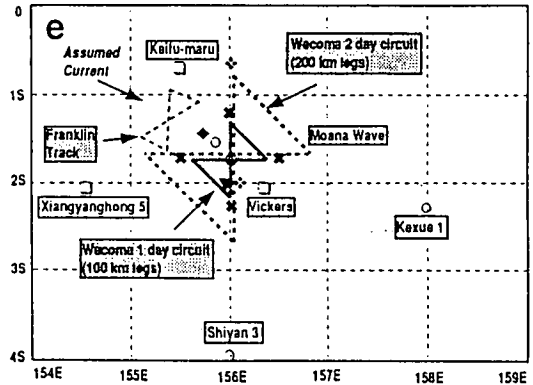 e
0
1S
2S
3S
4S
154E 155E 156E 157E 158E 159E
Keifu-maru
Assumed
Current
Wecoma 2 day circuit
(200 km legs)
Franklin
Track
Moana Wave
Xiangyanghong 5
Vickers
Kexue 1
Wecoma 1 day circuit
(100 km legs)
Shiyan 3